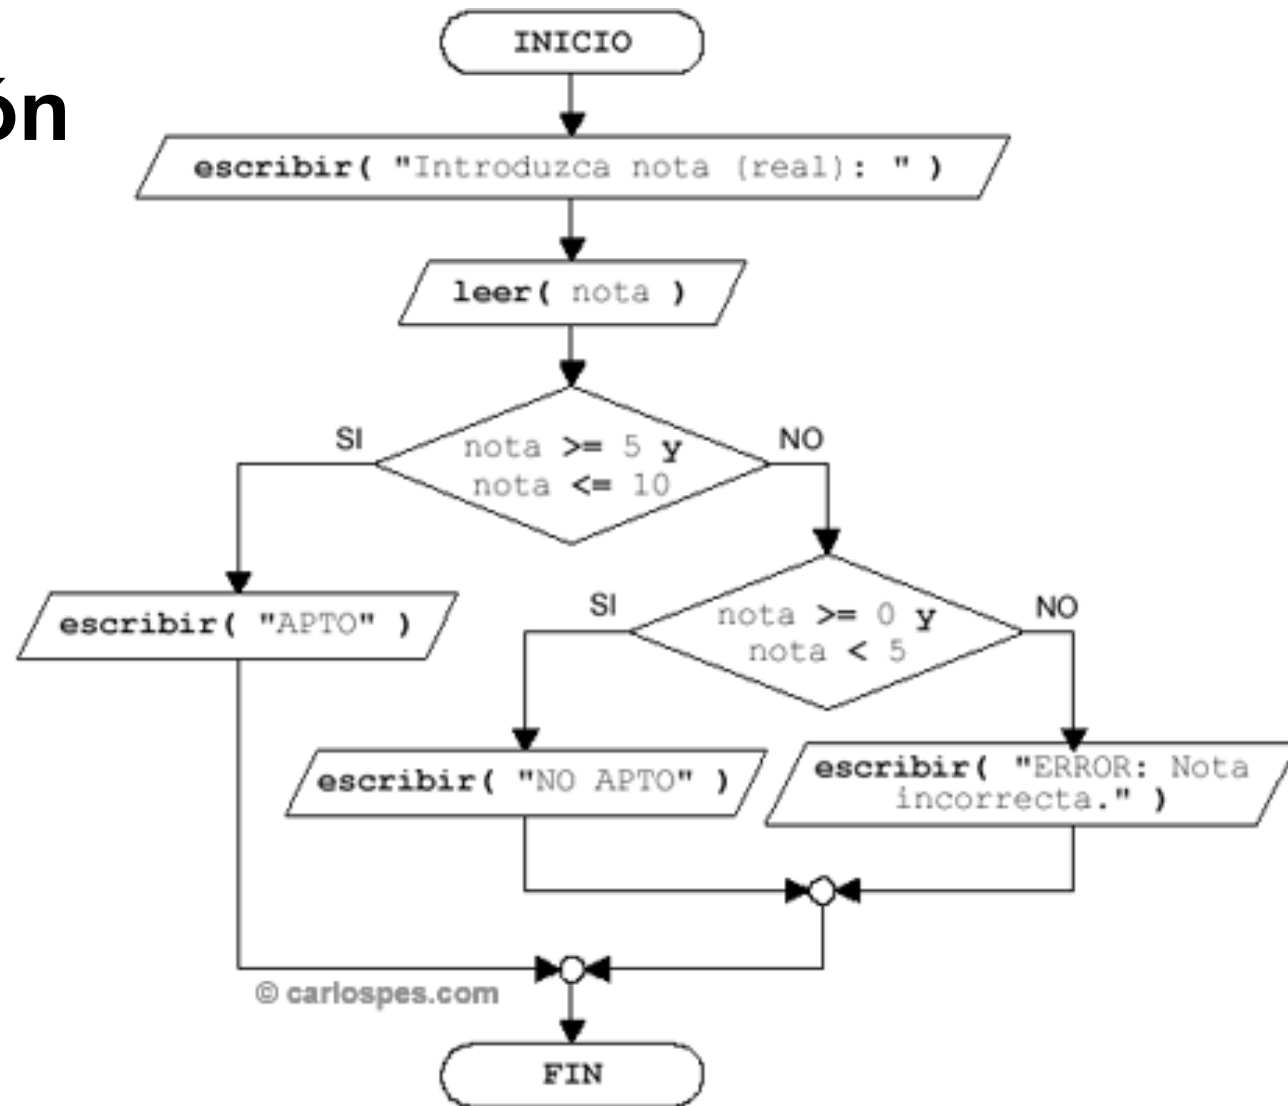 INICIO
ón
escribir( "Introduzca nota (real): " )
leer( nota )
SI
nota >= 5 y
nota <= 10
NO
escribir( "APTO" )
SI
nota >= 0 y
nota < 5
NO
escribir( "NO APTO" )
escribir( "ERROR: Nota
incorrecta." )
© carlospes.com
FIN